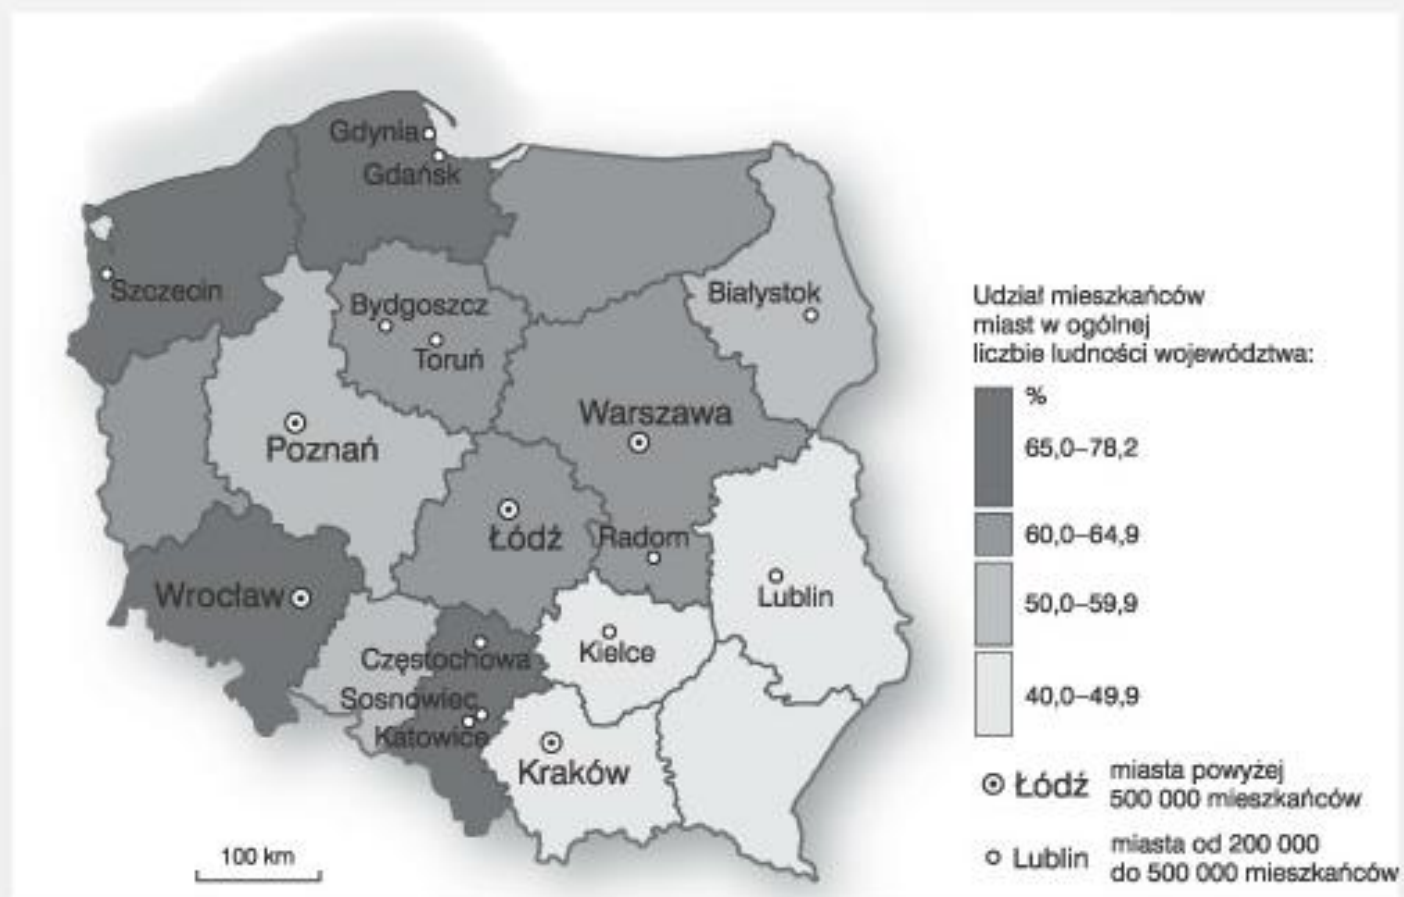 Gdynia
Gdańsk
Szczecin
Bydgoszcz
Toruń
Białystok
Poznań
Warszawa
Łódź
Radom
Wrocław
Lublin
Kielce
Częstochowa
Sosnowiec
Katowice
Kraków
100 km
Udział mieszkańców
miast w ogólnej
liczbie ludności województwa:
%
65,0–78,2
60,0–64,9
50,0–59,9
40,0–49,9
Łódź miasta powyżej
500 000 mieszkańców
Lublin miasta od 200 000
do 500 000 mieszkańców